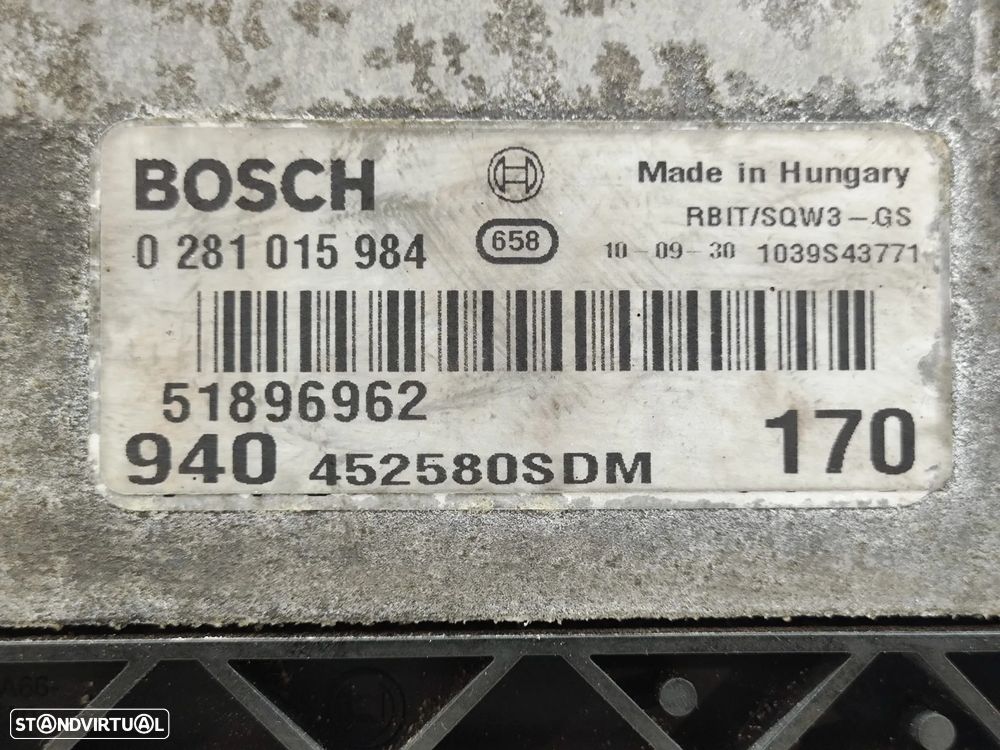 BOSCH
Made in Hungary
RBIT/SQW3-GS
0 281 015 984
658
10-09-30 1039S43771
51896962
940 452580SDM 170
STANDVIRTUAL